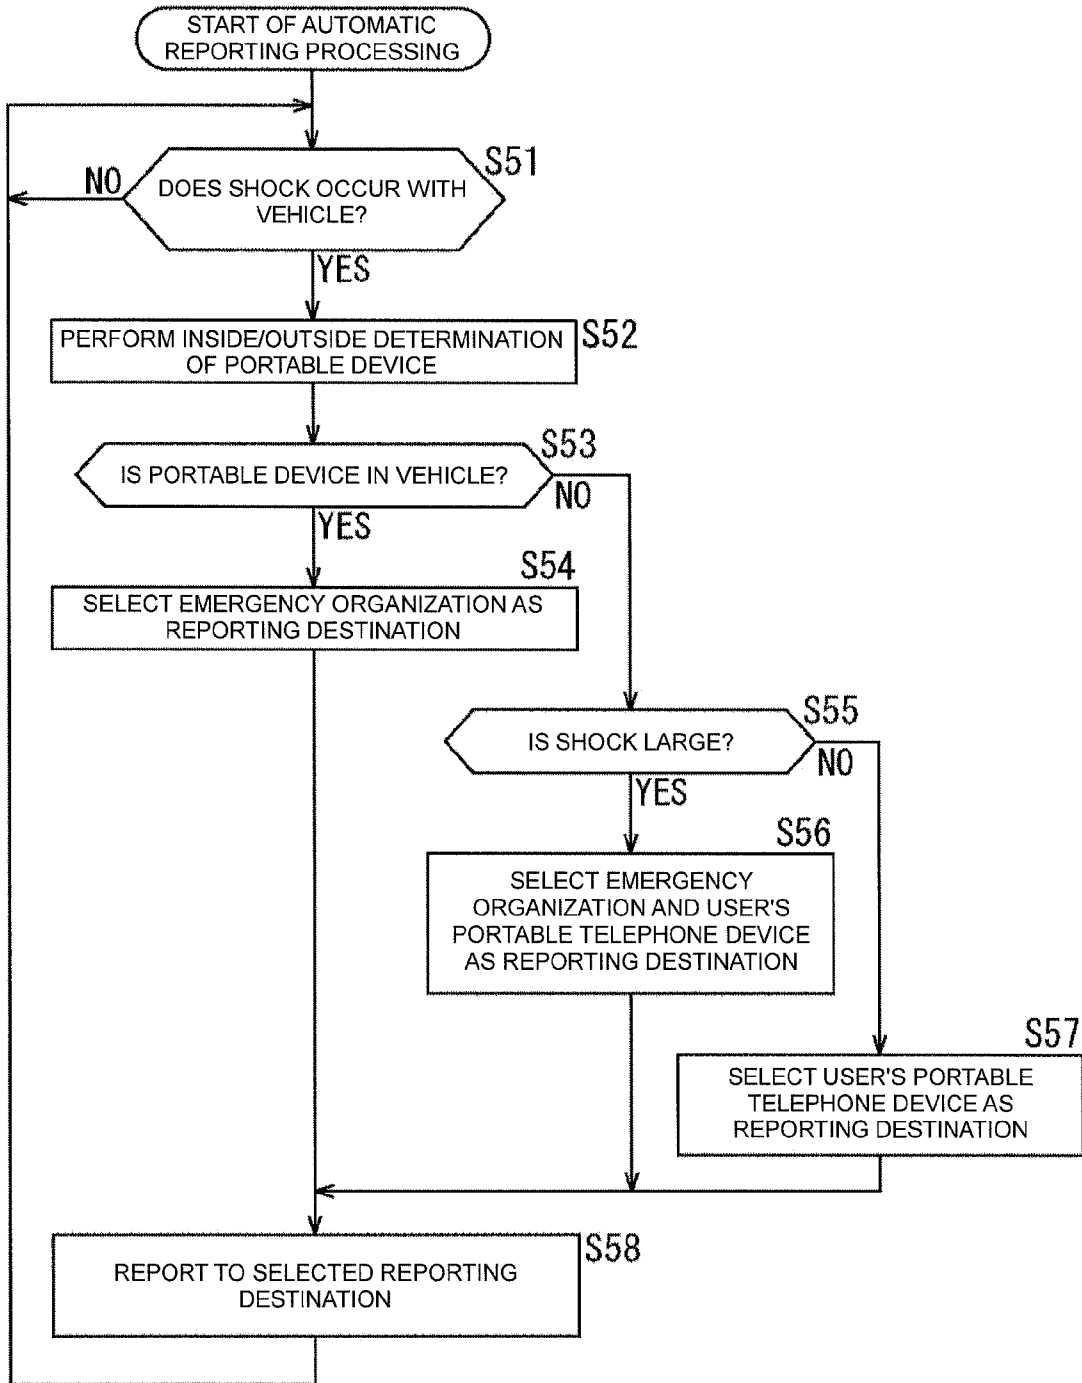 START OF AUTOMATIC
REPORTING PROCESSING
S51
NO
DOES SHOCK OCCUR WITH
VEHICLE?
YES
PERFORM INSIDE/OUTSIDE DETERMINATION
OF PORTABLE DEVICE
S52
S53
IS PORTABLE DEVICE IN VEHICLE?
NO
YES
S54
SELECT EMERGENCY ORGANIZATION AS
REPORTING DESTINATION
S55
IS SHOCK LARGE?
NO
YES
S56
SELECT EMERGENCY
ORGANIZATION AND USER'S
PORTABLE TELEPHONE DEVICE
AS REPORTING DESTINATION
S57
SELECT USER'S PORTABLE
TELEPHONE DEVICE AS
REPORTING DESTINATION
S58
REPORT TO SELECTED REPORTING
DESTINATION